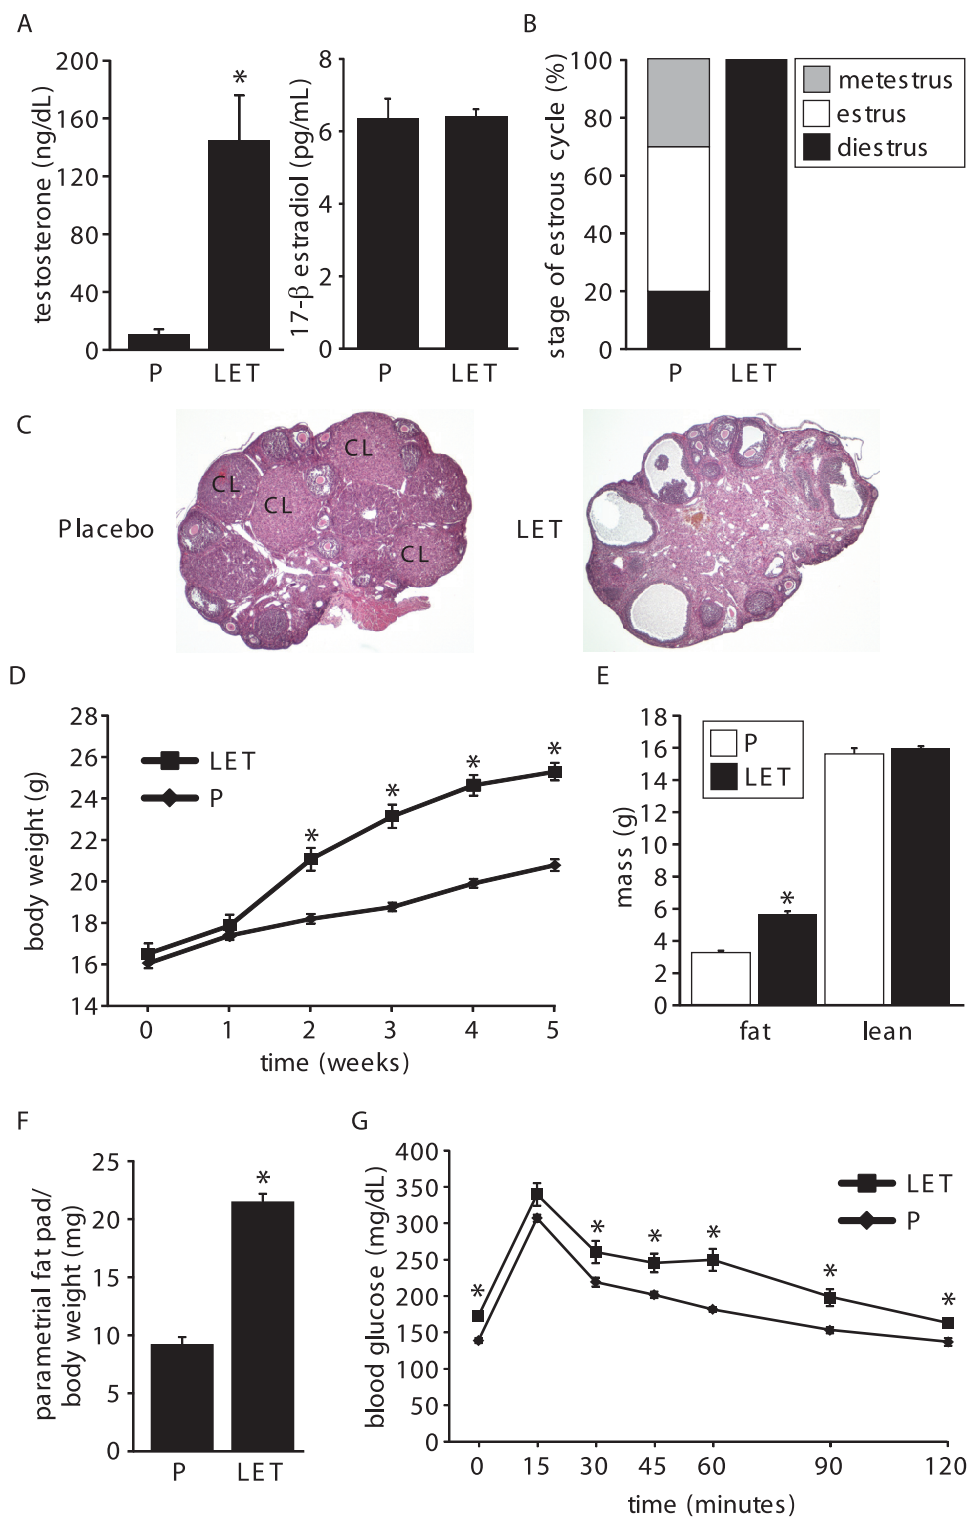 A
testosterone (ng/dL)
200
160
120
80
40
0
*
P
LET
17-β estradiol (pg/mL)
8
6
4
2
0
P
LET
B
stage of estrous cycle (%)
100
80
60
40
20
0
P
LET
metestrus
estrus
diestrus
C
Placebo
CL
CL
CL
CL
LET
D
body weight (g)
28
26
24
22
20
18
16
14
LET
P
*
*
*
*
0
1
2
3
4
5
time (weeks)
E
mass (g)
18
16
14
12
10
8
6
4
2
0
P
LET
*
fat
lean
F
parametrial fat pad/
body weight (mg)
25
20
15
10
5
0
*
P
LET
G
blood glucose (mg/dL)
400
350
300
250
200
150
100
50
0
LET
P
*
*
*
*
*
*
0
15
30
45
60
90
120
time (minutes)